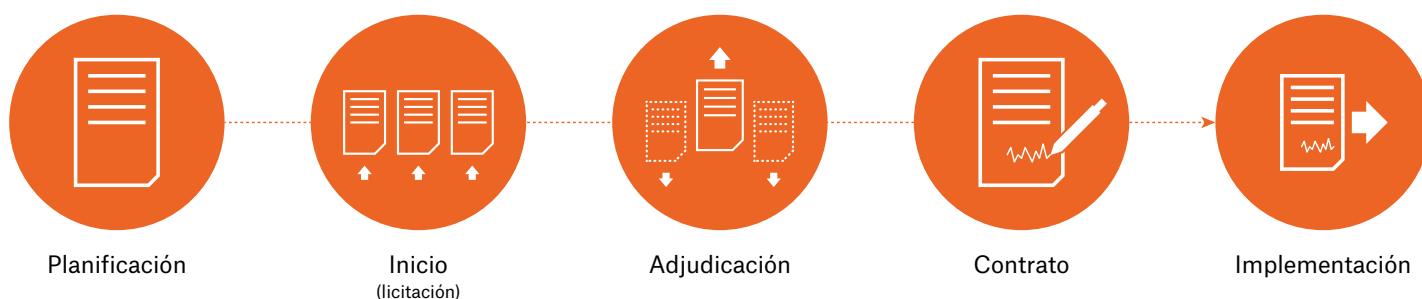 Planificación
Inicio
(licitación)
Adjudicación
Contrato
Implementación